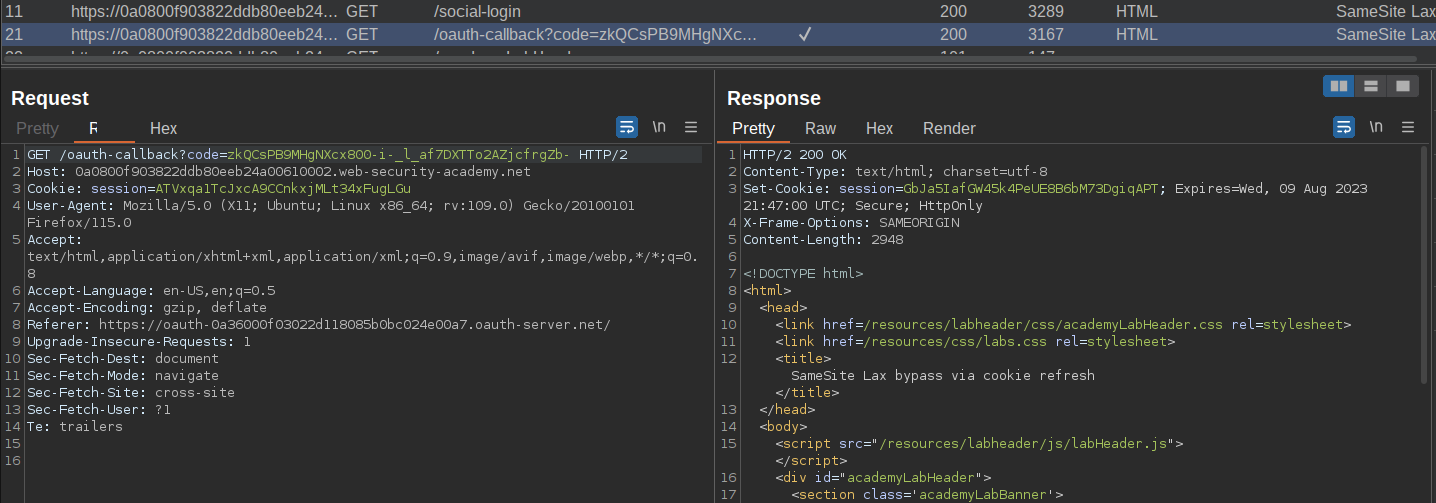 11 https://0a0800f903822ddb80eeb24... GET /social-login 200 3289 HTML SameSite Lax
21 https://0a0800f903822ddb80eeb24... GET /oauth-callback?code=zkQCsPB9MHgNXc... ✓ 200 3167 HTML SameSite Lax
Request
Pretty R Hex \n
1 GET /oauth-callback?code=zkQCsPB9MHgNXcx800-i-_l_af7DXTTo2AZjcfrgZb- HTTP/2
2 Host: 0a0800f903822ddb80eeb24a00610002.web-security-academy.net
3 Cookie: session=ATVxqa1TcJxcA9CCnkxjMLt34xFugLGu
4 User-Agent: Mozilla/5.0 (X11; Ubuntu; Linux x86_64; rv:109.0) Gecko/20100101
Firefox/115.0
5 Accept:
text/html,application/xhtml+xml,application/xml;q=0.9,image/avif,image/webp,*/*;q=0.
8
6 Accept-Language: en-US,en;q=0.5
7 Accept-Encoding: gzip, deflate
8 Referer: https://oauth-0a36000f03022d118085b0bc024e00a7.oauth-server.net/
9 Upgrade-Insecure-Requests: 1
10 Sec-Fetch-Dest: document
11 Sec-Fetch-Mode: navigate
12 Sec-Fetch-Site: cross-site
13 Sec-Fetch-User: ?1
14 Te: trailers
15
16
Response
Pretty Raw Hex Render \n
1 HTTP/2 200 OK
2 Content-Type: text/html; charset=utf-8
3 Set-Cookie: session=GbJa5IafGW45k4PeUE8B6bM73DgiqAPT; Expires=Wed, 09 Aug 2023
21:47:00 UTC; Secure; HttpOnly
4 X-Frame-Options: SAMEORIGIN
5 Content-Length: 2948
6
7 <!DOCTYPE html>
8 <html>
9 <head>
10 <link href=/resources/labheader/css/academyLabHeader.css rel=stylesheet>
11 <link href=/resources/css/labs.css rel=stylesheet>
12 <title>
SameSite Lax bypass via cookie refresh
</title>
13 </head>
14 <body>
15 <script src="/resources/labheader/js/labHeader.js">
</script>
16 <div id="academyLabHeader">
17 <section class='academyLabBanner'>